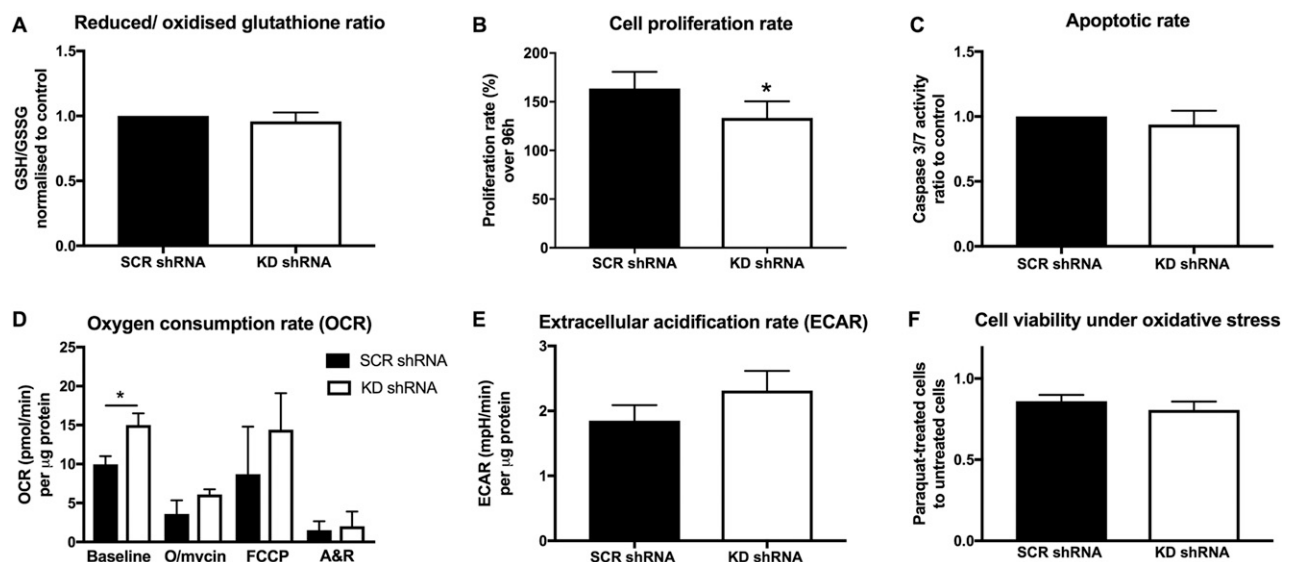 A
Reduced/ oxidised glutathione ratio
GSH/GSSG
normalised to control
1.5
1.0
0.5
0.0
SCR shRNA KD shRNA
B
Cell proliferation rate
Proliferation rate (%)
over 96h
200
150
100
50
0
*
SCR shRNA KD shRNA
C
Apoptotic rate
Caspase 3/7 activity
ratio to control
1.5
1.0
0.5
0.0
SCR shRNA KD shRNA
D
Oxygen consumption rate (OCR)
OCR (pmol/min)
per μg protein
25
20
15
10
5
0
*
SCR shRNA
KD shRNA
Baseline O/mycin FCCP A&R
E
Extracellular acidification rate (ECAR)
ECAR (mpH/min)
per μg protein
3
2
1
0
SCR shRNA KD shRNA
F
Cell viability under oxidative stress
Paraquat-treated cells
to untreated cells
1.0
0.5
0.0
SCR shRNA KD shRNA